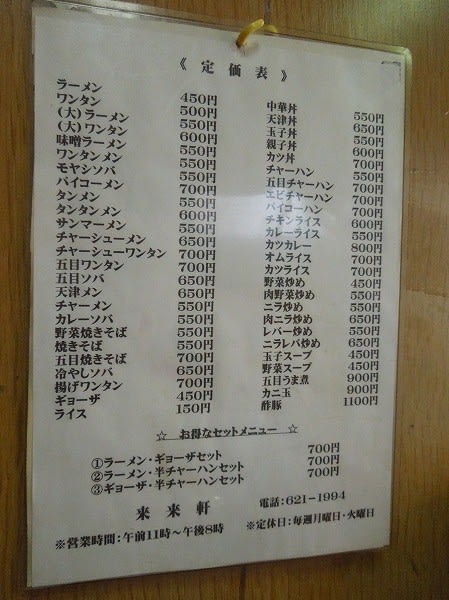 《 定 価 表 》
ラーメン 450円
ワンタン 500円
(大)ラーメン 550円
(大)ワンタン 550円
味噌ラーメン 600円
ワンタンメン 550円
モヤシソバ 550円
パイコーメン 700円
タンメン 550円
タンタンメン 600円
サンマーメン 550円
チャーシューメン 650円
チャーシューワンタン 700円
五目ワンタン 700円
五目ソバ 650円
天津メン 650円
チャーメン 550円
カレーソバ 550円
野菜焼きそば 550円
焼きそば 550円
五目焼きそば 700円
冷やしソバ 650円
揚げワンタン 700円
ギョーザ 450円
ライス 150円
中華丼 550円
天津丼 650円
玉子丼 550円
親子丼 550円
カツ丼 700円
チャーハン 550円
五目チャーハン 700円
エビチャーハン 700円
パイコーハン 700円
チキンライス 600円
カレーライス 550円
カツカレー 800円
オムライス 700円
カツライス 700円
野菜炒め 450円
肉野菜炒め 550円
ニラ炒め 450円
肉ニラ炒め 550円
レバー炒め 550円
ニラレバ炒め 650円
玉子スープ 450円
野菜スープ 450円
五目うま煮 900円
カニ玉 900円
酢豚 1100円
☆ お得なセットメニュー ☆
①ラーメン・ギョーザセット 700円
②ラーメン・半チャーハンセット 700円
③ギョーザ・半チャーハンセット 700円
来 来 軒 電話:621-1994
※営業時間:午前11時~午後8時 ※定休日:毎週月曜日・火曜日